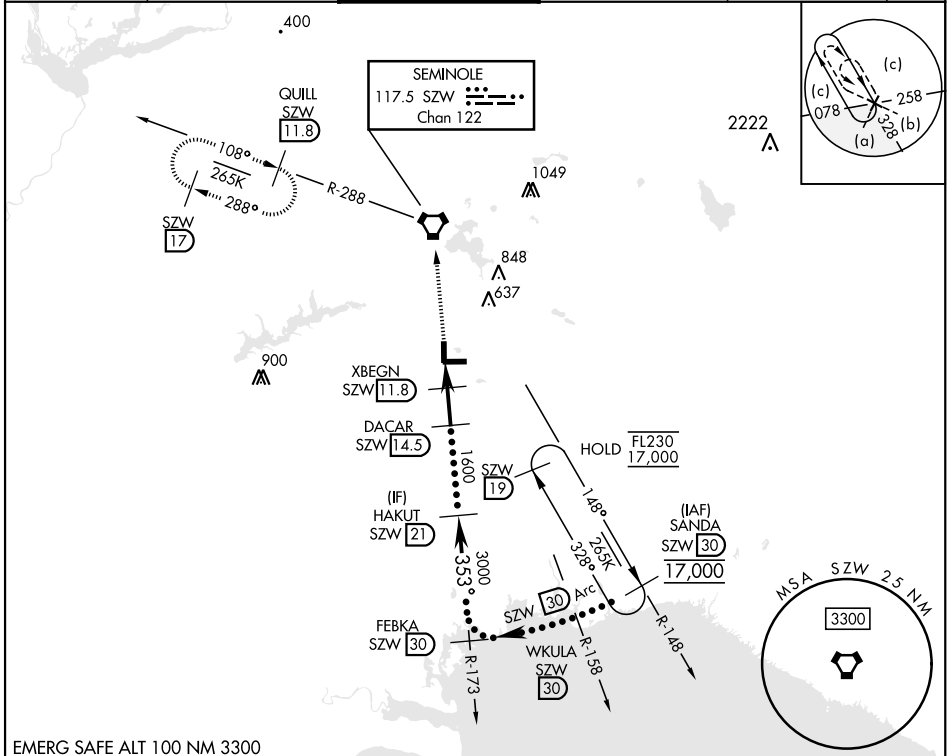 400
SEMINOLE
117.5 SZW
Chan 122
QUILL
SZW
11.8
108°
265K
288°
R-288
SZW
17
(c)
(c)
078
258
328
(a)
(b)
2222
1049
848
637
900
XBEGN
SZW 11.8
DACAR
SZW 14.5
1600
(IF)
HAKUT
SZW 21
3000
353°
SZW
19
HOLD FL230
17,000
148°
265K
328°
(IAF)
SANDA
SZW 30
17,000
SZW 30 Arc
FEBKA
SZW 30
R-173
WKULA
SZW
30
R-158
R-148
MSA SZW 25 NM
3300
EMERG SAFE ALT 100 NM 3300